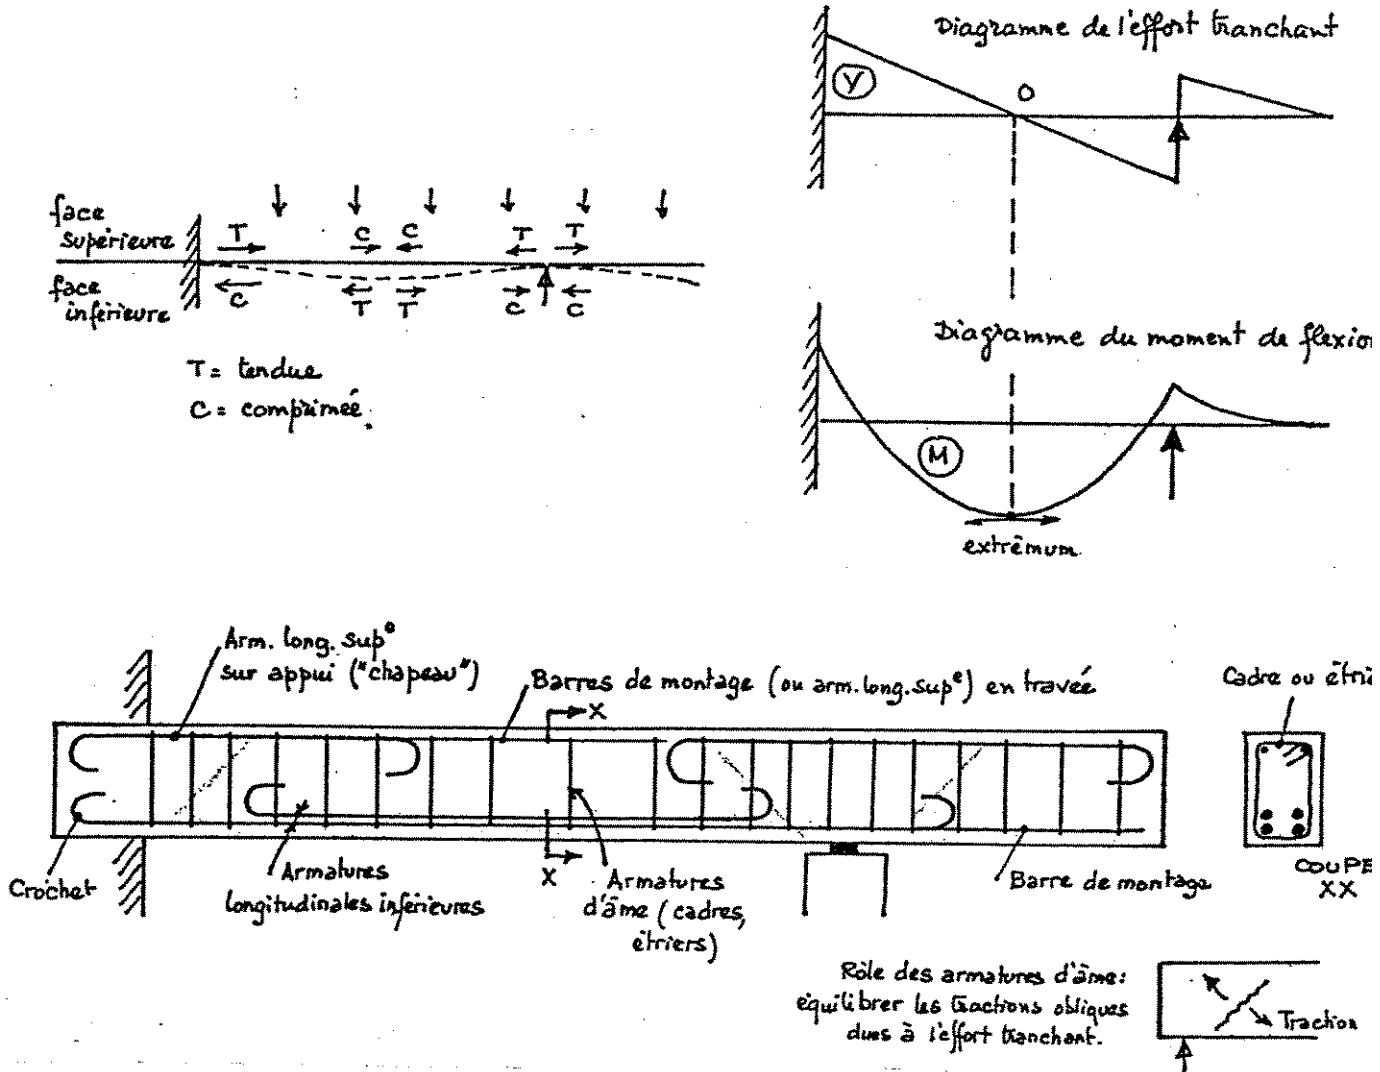 Diagramme de l'effort tranchant
Y
O
face
supérieure
T
C
C
T
T
face
inférieure
C
T
T
C
C
T = tendue
C = comprimée.
Diagramme du moment de flexion
M
extrêmum
Arm. long. sup^e
sur appui ("chapeau")
Barres de montage (ou arm.long.sup^e) en travée
X
Cadre ou étrie
Crochet
Armatures
longitudinales inférieures
X
Armatures
d'âme (cadres,
étriers)
Barre de montage
COUPE
XX
Rôle des armatures d'âme:
équilibrer les tractions obliques
dues à l'effort tranchant.
Traction